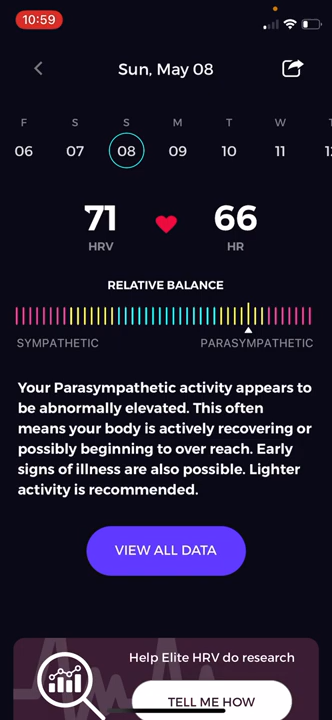 10:59
Sun, May 08
F S S M T W T
06 07 08 09 10 11
71 66
HRV HR
RELATIVE BALANCE
SYMPATHETIC PARASYMPATHETIC
Your Parasympathetic activity appears to
be abnormally elevated. This often
means your body is actively recovering or
possibly beginning to over reach. Early
signs of illness are also possible. Lighter
activity is recommended.
VIEW ALL DATA
Help Elite HRV do research
TELL ME HOW